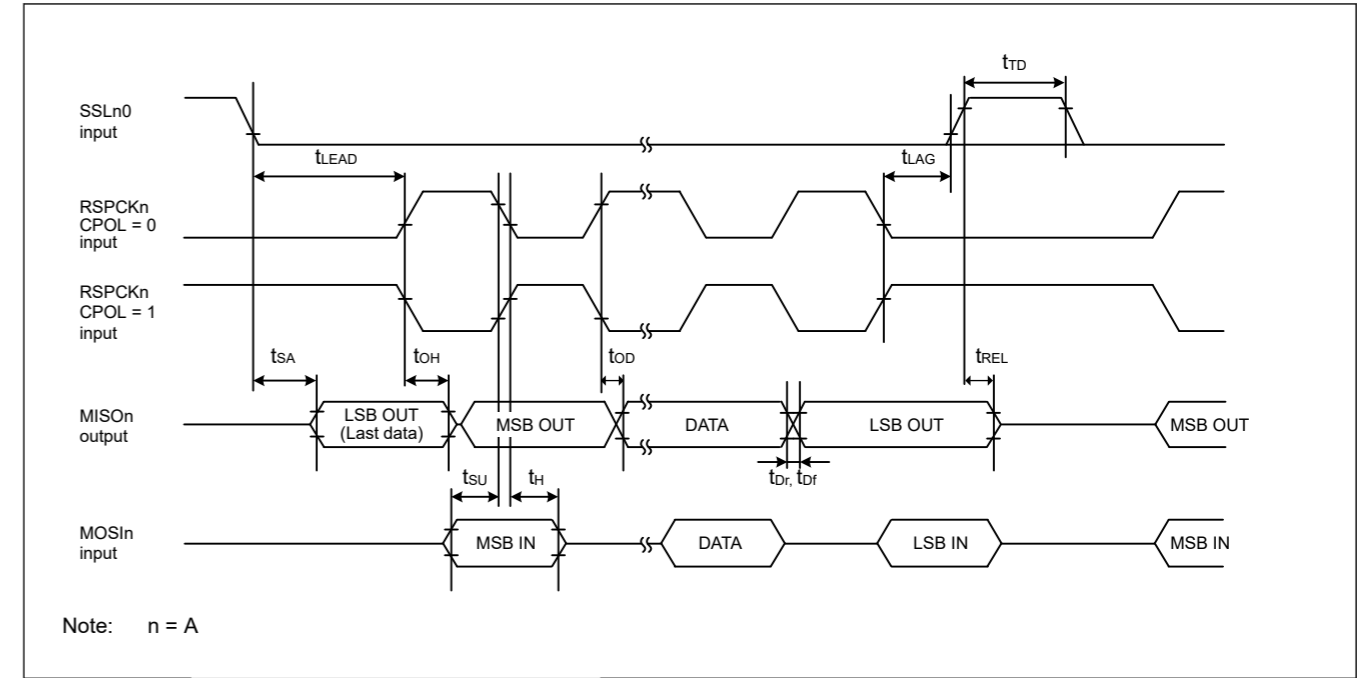 tTD
SSLn0
input
tLEAD
tLAG
RSPCKn
CPOL = 0
input
RSPCKn
CPOL = 1
input
tSA
tOH
tOD
tREL
MISOn
output
LSB OUT
(Last data)
MSB OUT
DATA
LSB OUT
MSB OUT
tSU
tH
tDr, tDf
MOSIn
input
MSB IN
DATA
LSB IN
MSB IN
Note: n = A